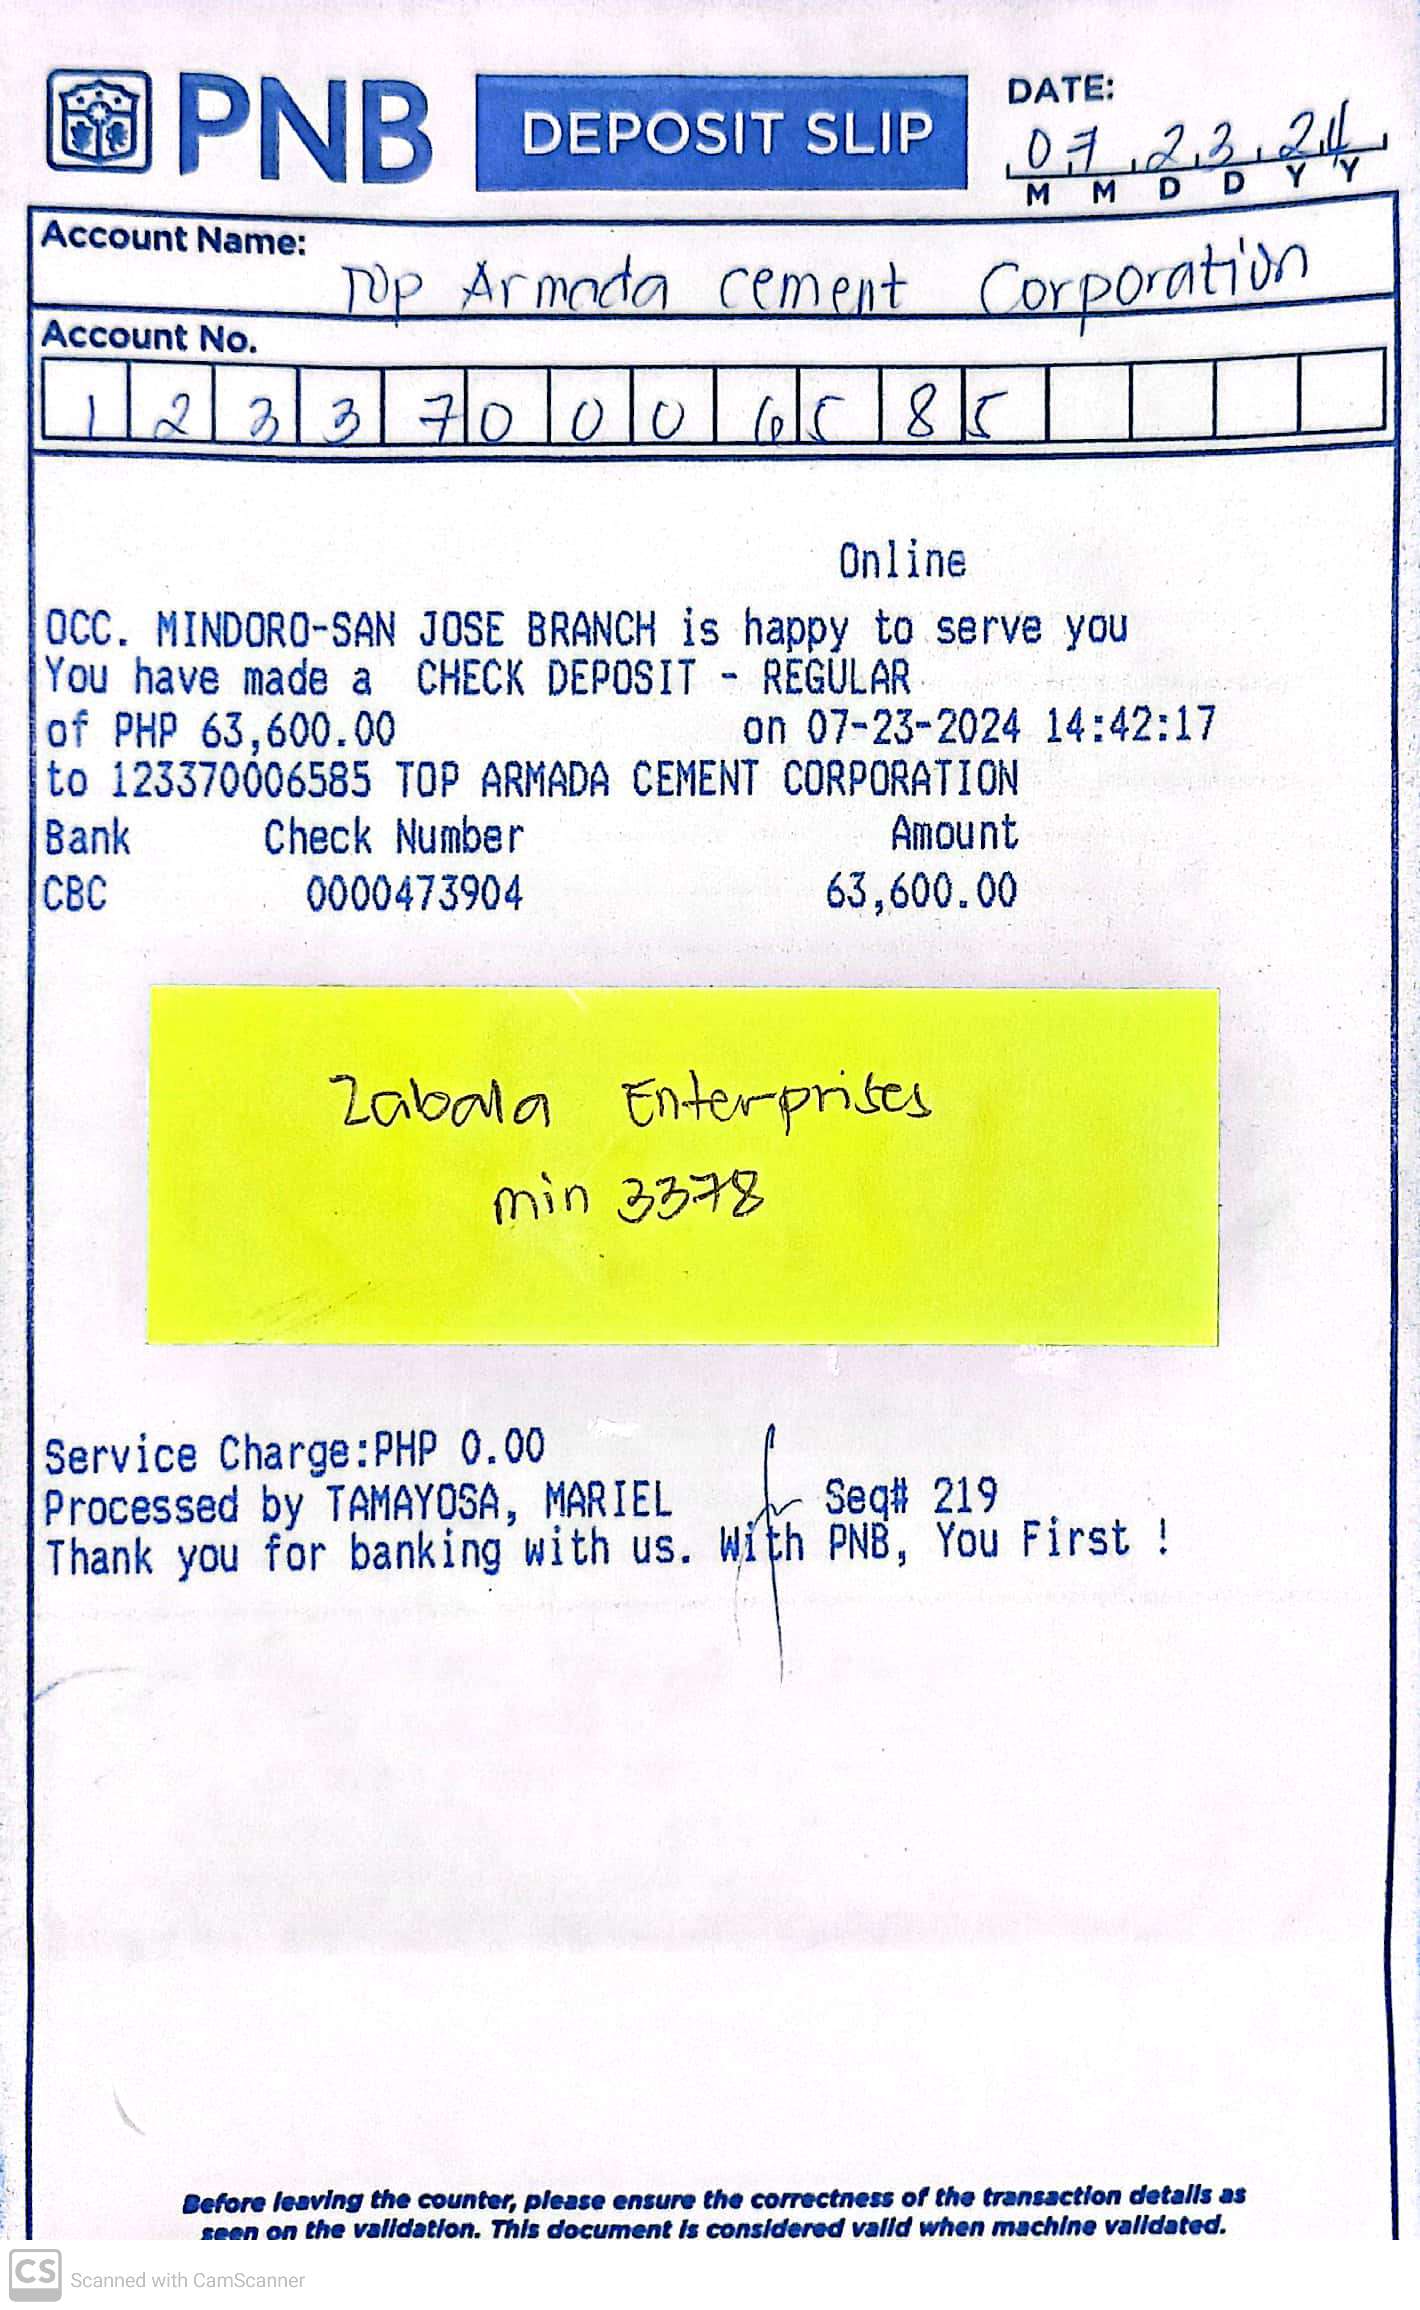 PNB DEPOSIT SLIP
DATE:
07 23 24
M M D D Y Y
Account Name:
Top Armada cement Corporation
Account No.
1 2 3 3 7 0 0 0 6 5 8 5
Online
OCC. MINDORO-SAN JOSE BRANCH is happy to serve you
You have made a CHECK DEPOSIT - REGULAR
of PHP 63,600.00 on 07-23-2024 14:42:17
to 123370006585 TOP ARMADA CEMENT CORPORATION
Bank Check Number Amount
CBC 0000473904 63,600.00
Zabala Enterprises
min 3378
Service Charge:PHP 0.00
Processed by TAMAYOSA, MARIEL Seq# 219
Thank you for banking with us. With PNB, You First !
Before leaving the counter, please ensure the correctness of the transaction details as
seen on the validation. This document is considered valid when machine validated.
CS Scanned with CamScanner